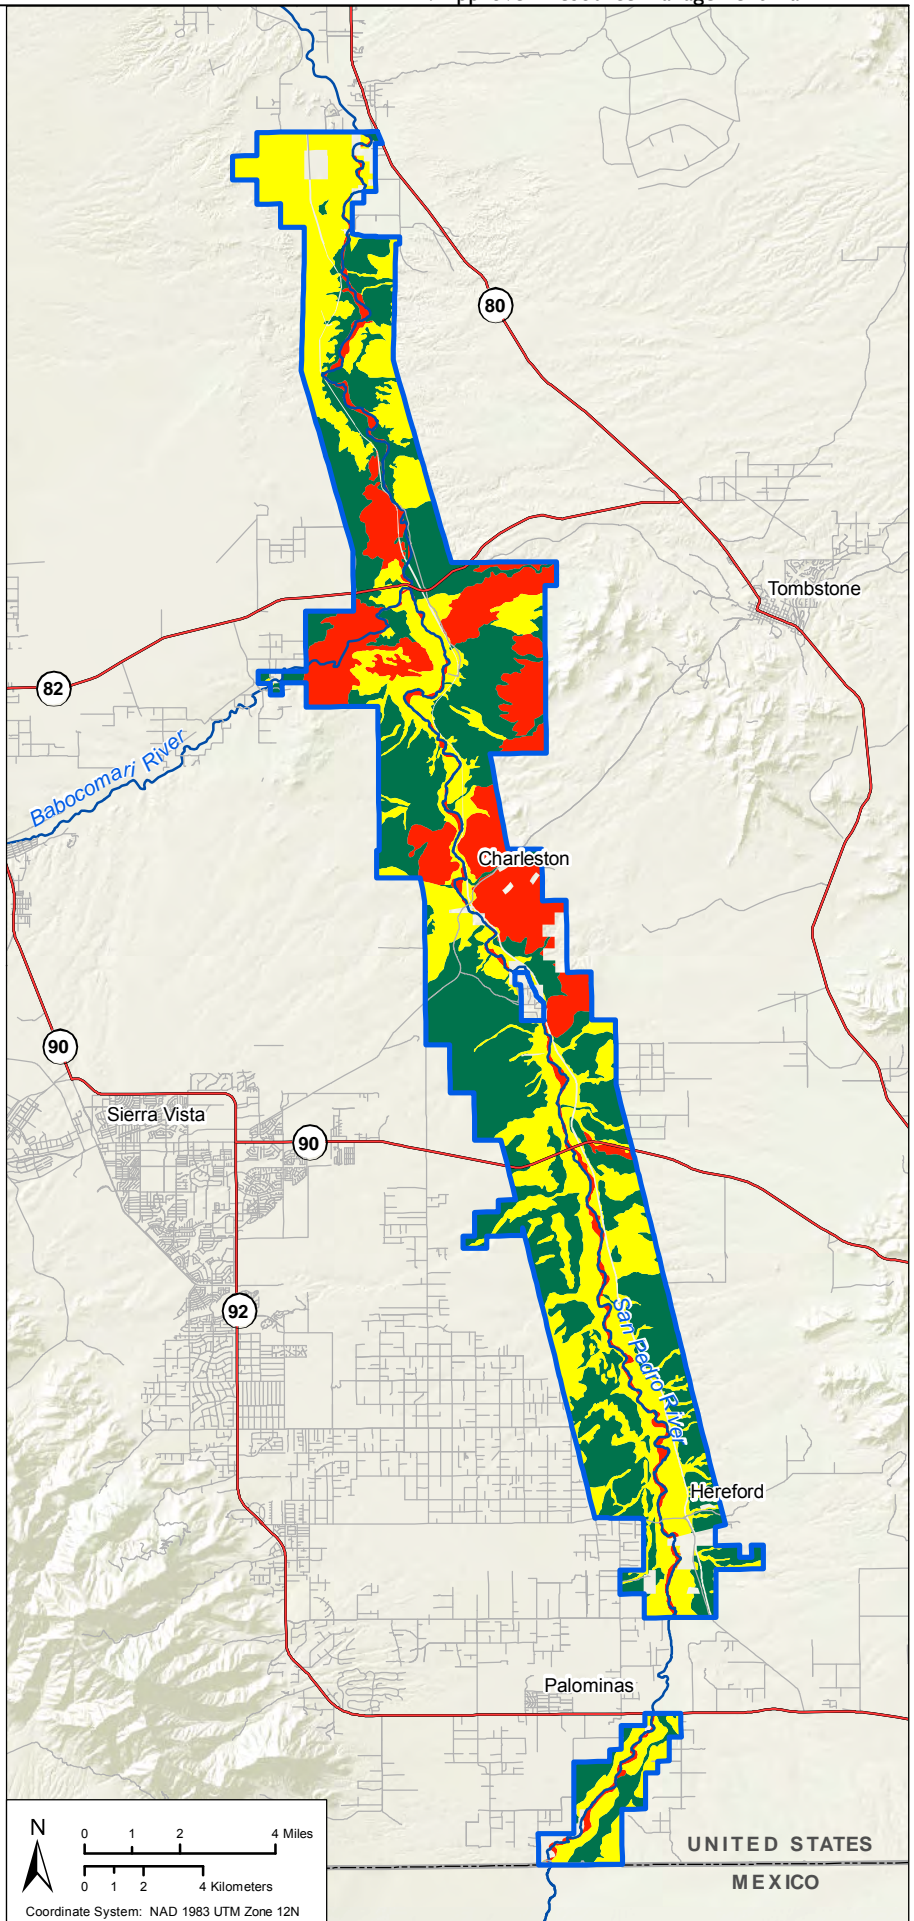 80
Tombstone
82
Babocomari River
Charleston
90
Sierra Vista
90
92
San Pedro River
Hereford
Palominas
N
0 1 2 4 Miles
0 1 2 4 Kilometers
Coordinate System: NAD 1983 UTM Zone 12N
UNITED STATES
MEXICO